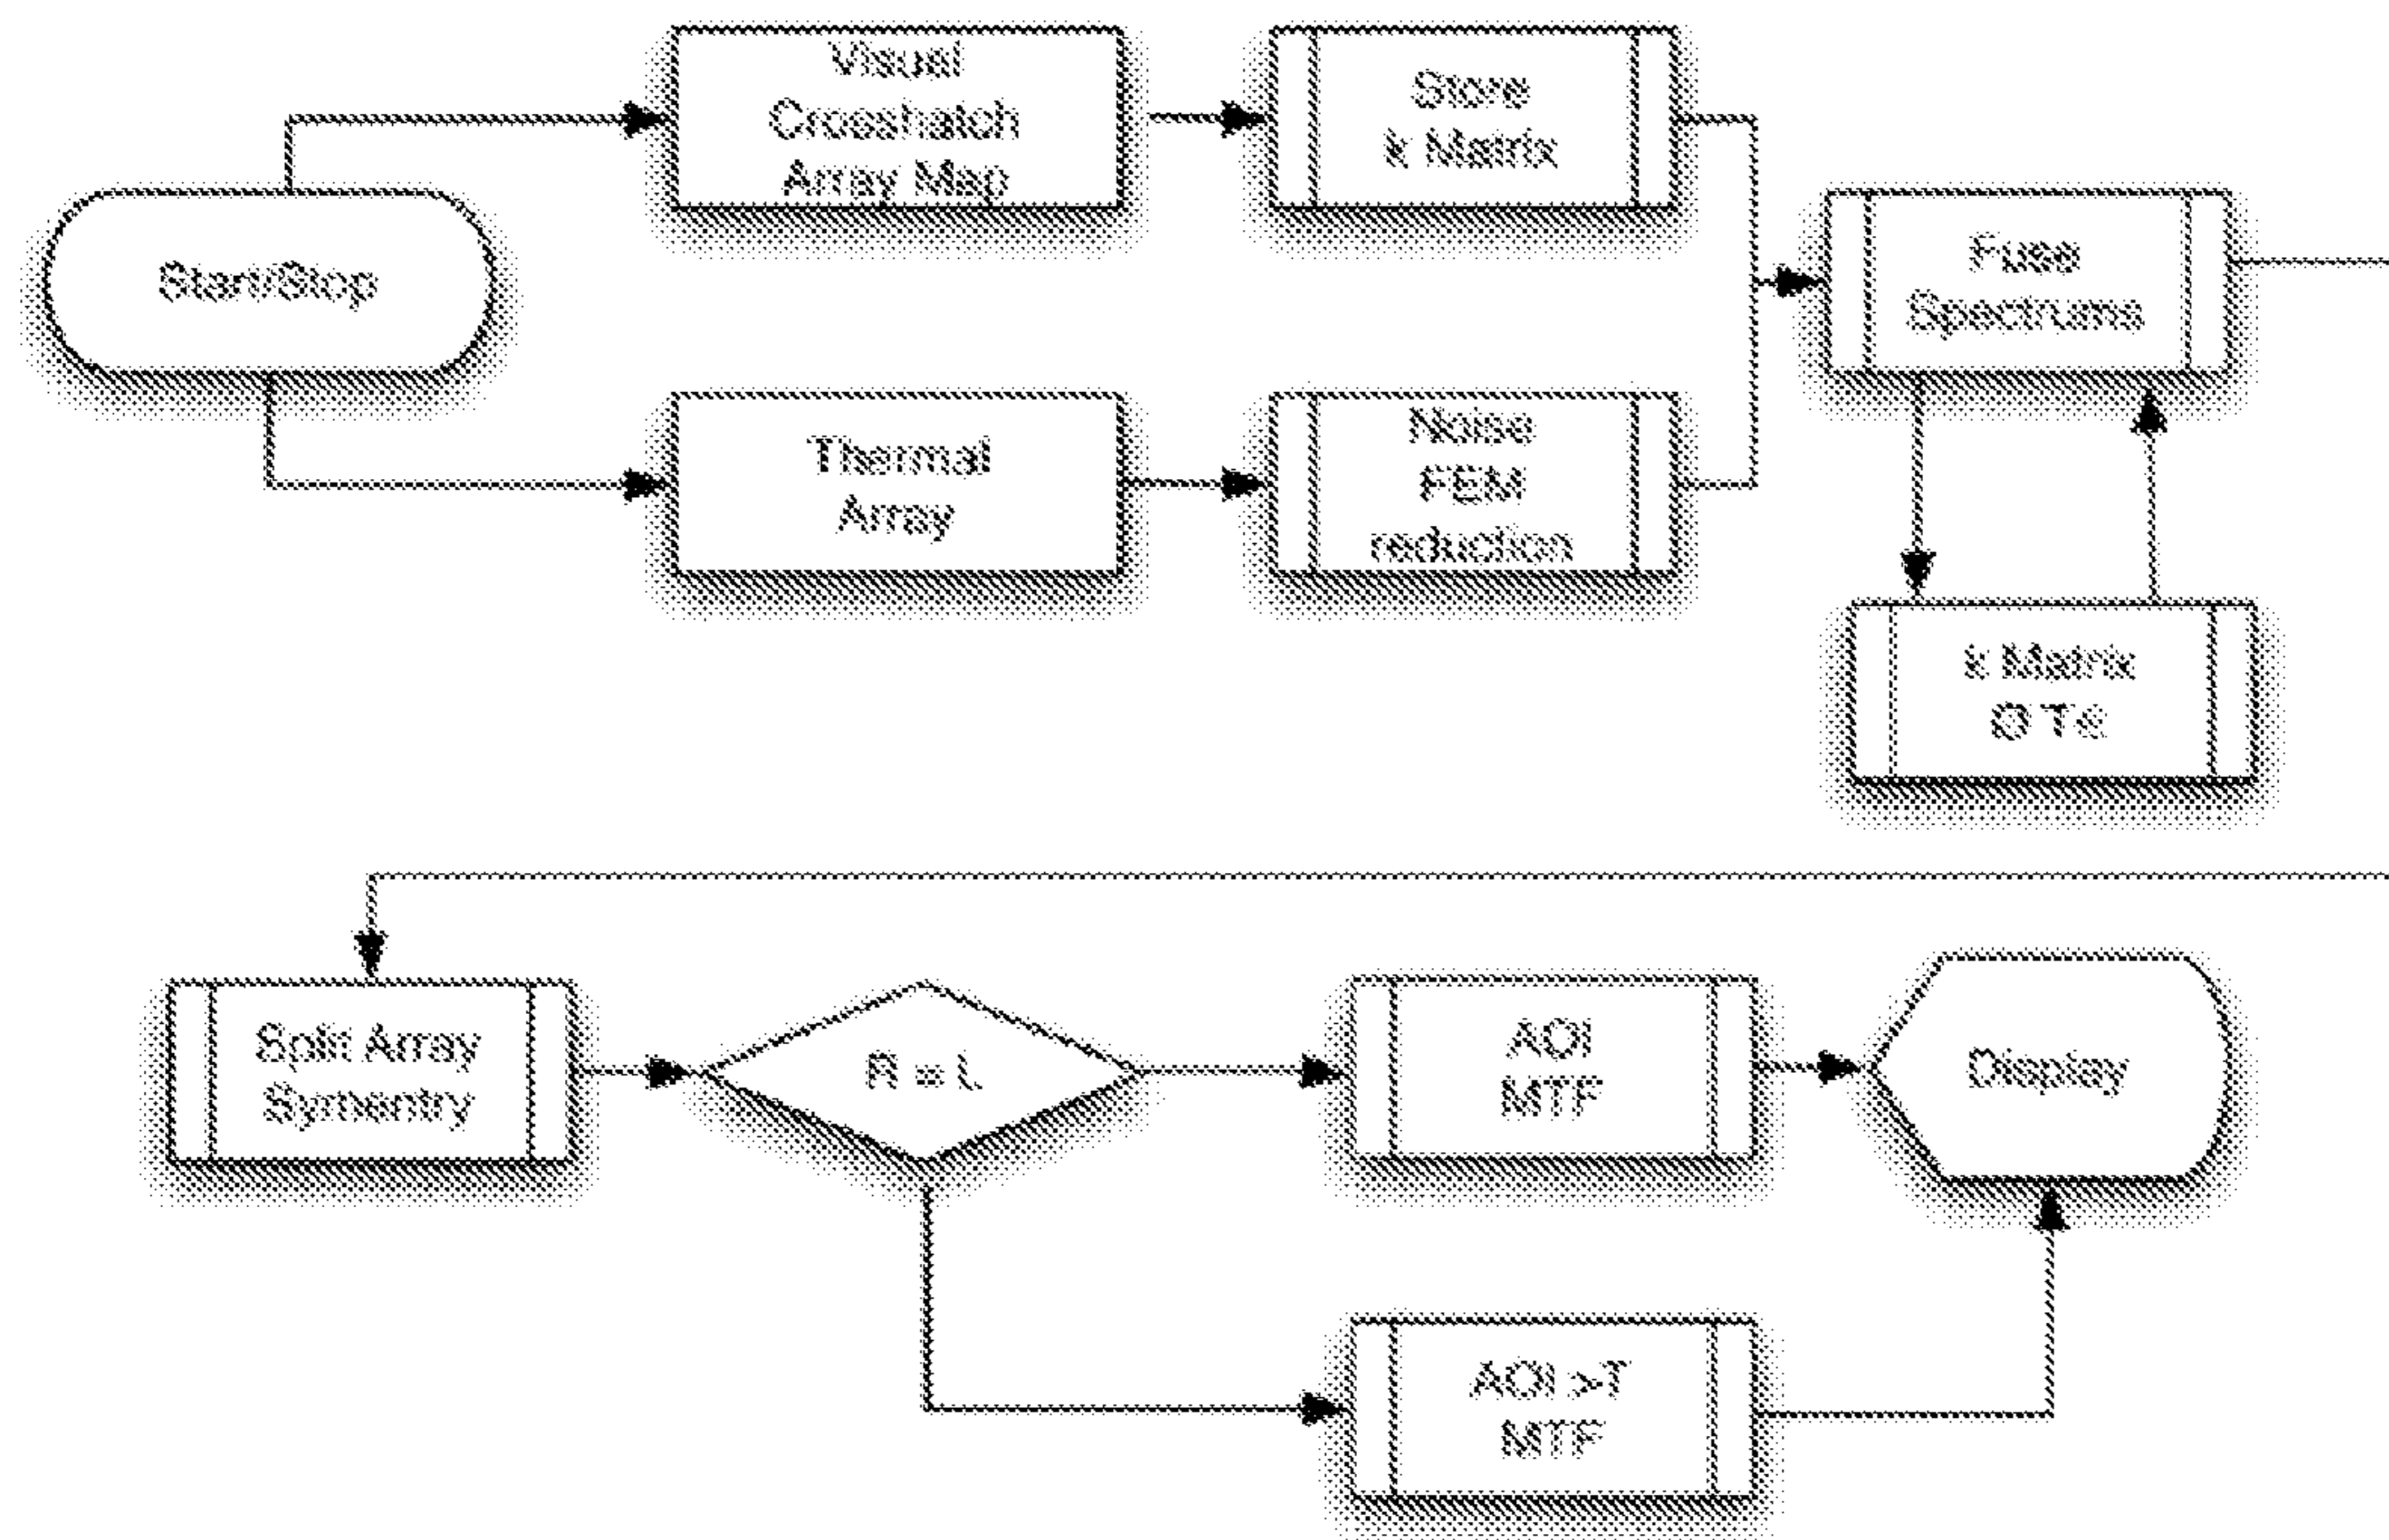 Visual
Crosshatch
Array Map
Store
k Matrix
Start/Stop
Fuse
Spectrums
Thermal
Array
Noise
FEM
reduction
k Matrix
Split Array
Symentry
R = L
AOI
MTF
Display
AOI >T
MTF